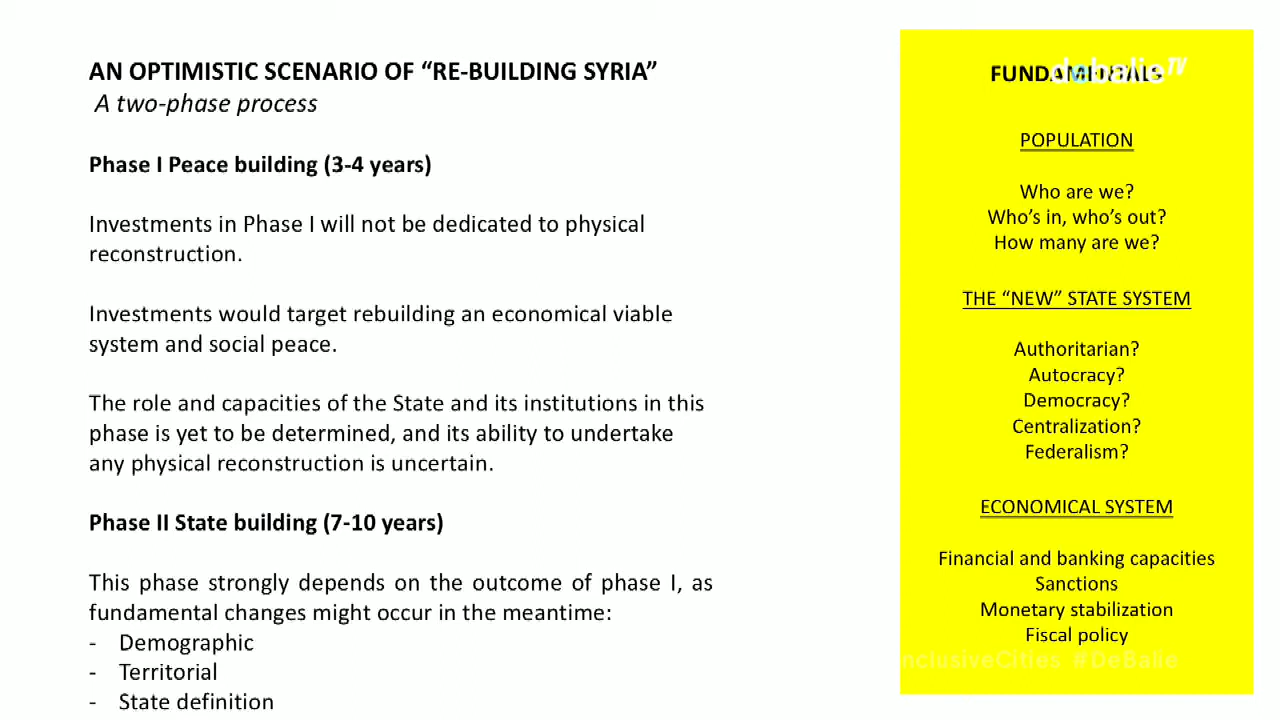 AN OPTIMISTIC SCENARIO OF “RE-BUILDING SYRIA”
A two-phase process
Phase I Peace building (3-4 years)
Investments in Phase I will not be dedicated to physical
reconstruction.
Investments would target rebuilding an economical viable
system and social peace.
The role and capacities of the State and its institutions in this
phase is yet to be determined, and its ability to undertake
any physical reconstruction is uncertain.
Phase II State building (7-10 years)
This phase strongly depends on the outcome of phase I, as
fundamental changes might occur in the meantime:
- Demographic
- Territorial
- State definition
FUNDAMENTALS
debalie TV
POPULATION
Who are we?
Who’s in, who’s out?
How many are we?
THE “NEW” STATE SYSTEM
Authoritarian?
Autocracy?
Democracy?
Centralization?
Federalism?
ECONOMICAL SYSTEM
Financial and banking capacities
Sanctions
Monetary stabilization
Fiscal policy
nclusiveCities #DeBalie